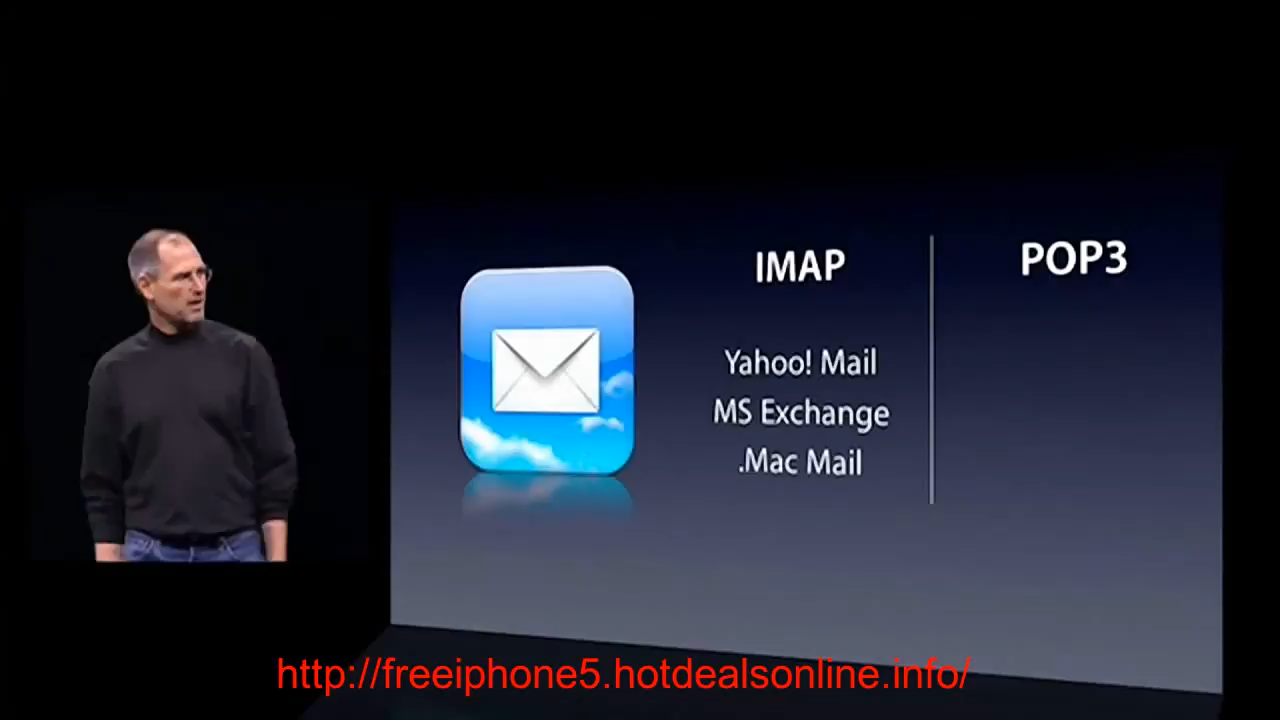 IMAP
POP3
Yahoo! Mail
MS Exchange
.Mac Mail
http://freeiphone5.hotdealsonline.info/